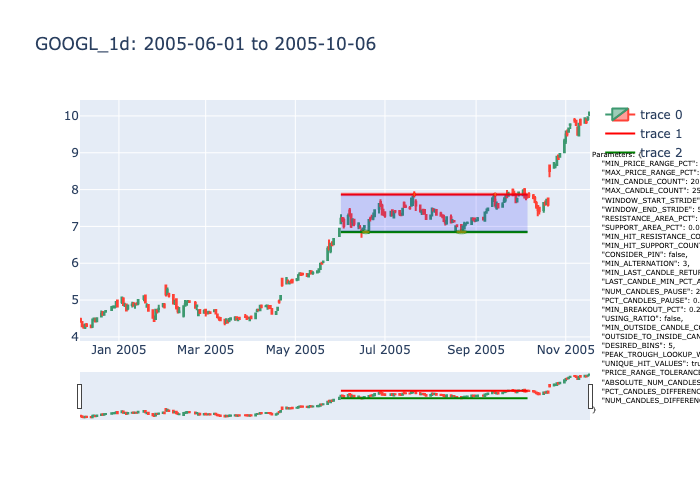 GOOGL_1d: 2005-06-01 to 2005-10-06
10
9
8
7
6
5
4
Jan 2005
Mar 2005
May 2005
Jul 2005
Sep 2005
Nov 2005
trace 0
trace 1
trace 2
Parameters: {
"MIN_PRICE_RANGE_PCT":
"MAX_PRICE_RANGE_PCT":
"MIN_CANDLE_COUNT": 20
"MAX_CANDLE_COUNT": 25
"WINDOW_START_STRIDE"
"WINDOW_END_STRIDE": 5
"RESISTANCE_AREA_PCT":
"SUPPORT_AREA_PCT": 0.0
"MIN_HIT_RESISTANCE_CO
"MIN_HIT_SUPPORT_COUNT
"CONSIDER_PIN": false,
"MIN_ALTERNATION": 3,
"MIN_LAST_CANDLE_RETUR
"LAST_CANDLE_MIN_PCT_A
"NUM_CANDLES_PAUSE": 2
"PCT_CANDLES_PAUSE": 0.
"MIN_BREAKOUT_PCT": 0.2
"USING_RATIO": false,
"MIN_OUTSIDE_CANDLE_CO
"OUTSIDE_TO_INSIDE_CAN
"DESIRED_BINS": 5,
"PEAK_TROUGH_LOOKUP_W
"UNIQUE_HIT_VALUES": tru
"PRICE_RANGE_TOLERANC
"ABSOLUTE_NUM_CANDLES
"PCT_CANDLES_DIFFERENC
"NUM_CANDLES_DIFFEREN
}